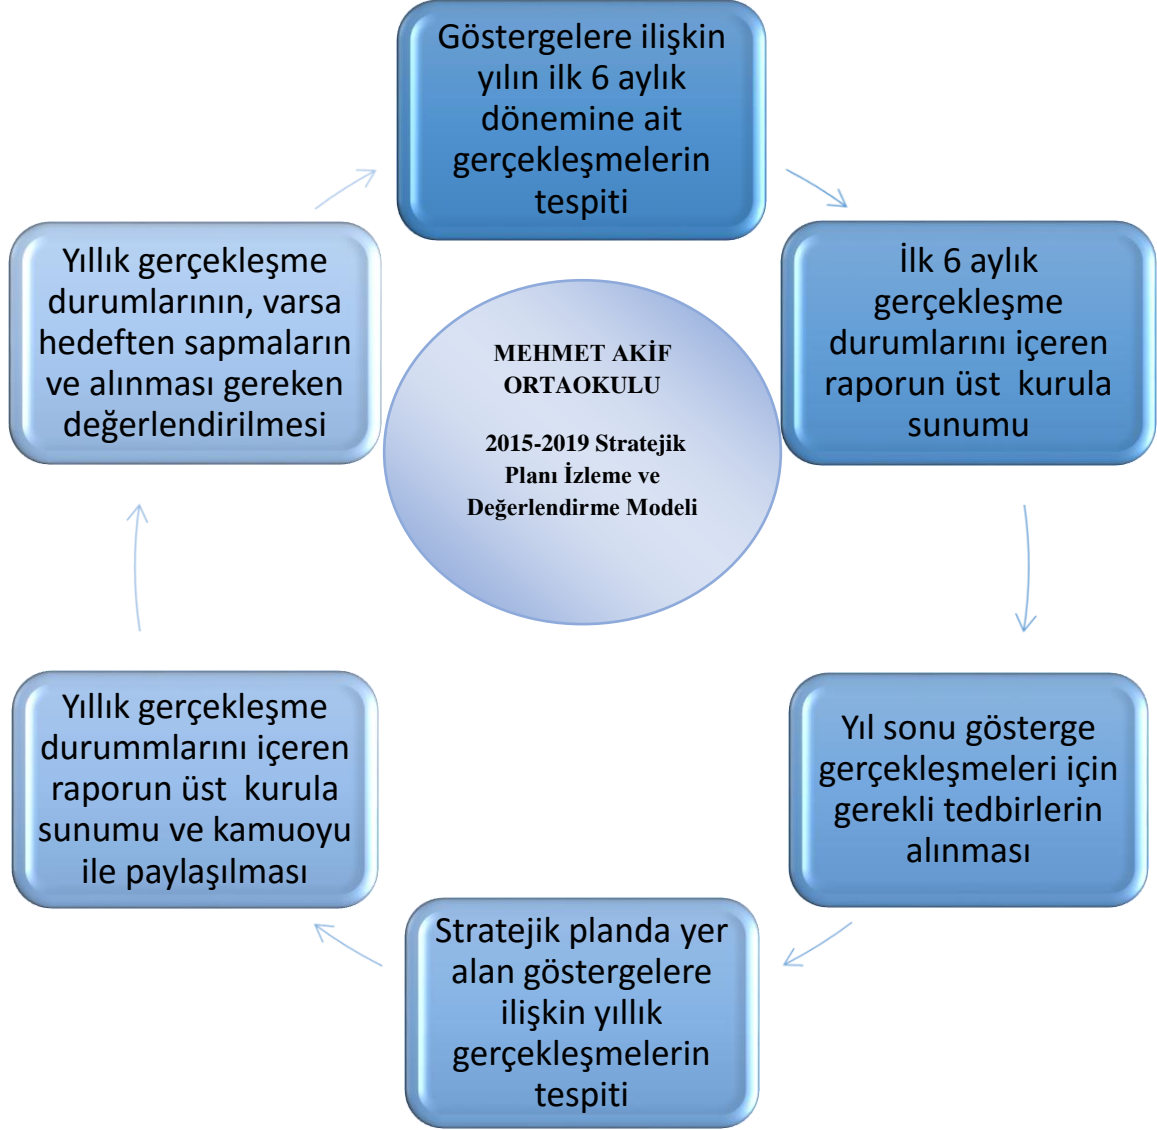 Göstergelere ilişkin
yılın ilk 6 aylık
dönemine ait
gerçekleşmelerin
tespiti
İlk 6 aylık
gerçekleşme
durumlarını içeren
raporun üst  kurula
sunumu
Yıl sonu gösterge
gerçekleşmeleri için
gerekli tedbirlerin
alınması
Stratejik planda yer
alan göstergelere
ilişkin yıllık
gerçekleşmelerin
tespiti
Yıllık gerçekleşme
durummlarını içeren
raporun üst  kurula
sunumu ve kamuoyu
ile paylaşılması
Yıllık gerçekleşme
durumlarının, varsa
hedeften sapmaların
ve alınması gereken
değerlendirilmesi
MEHMET AKİF
ORTAOKULU
2015-2019 Stratejik
Planı İzleme ve
Değerlendirme Modeli